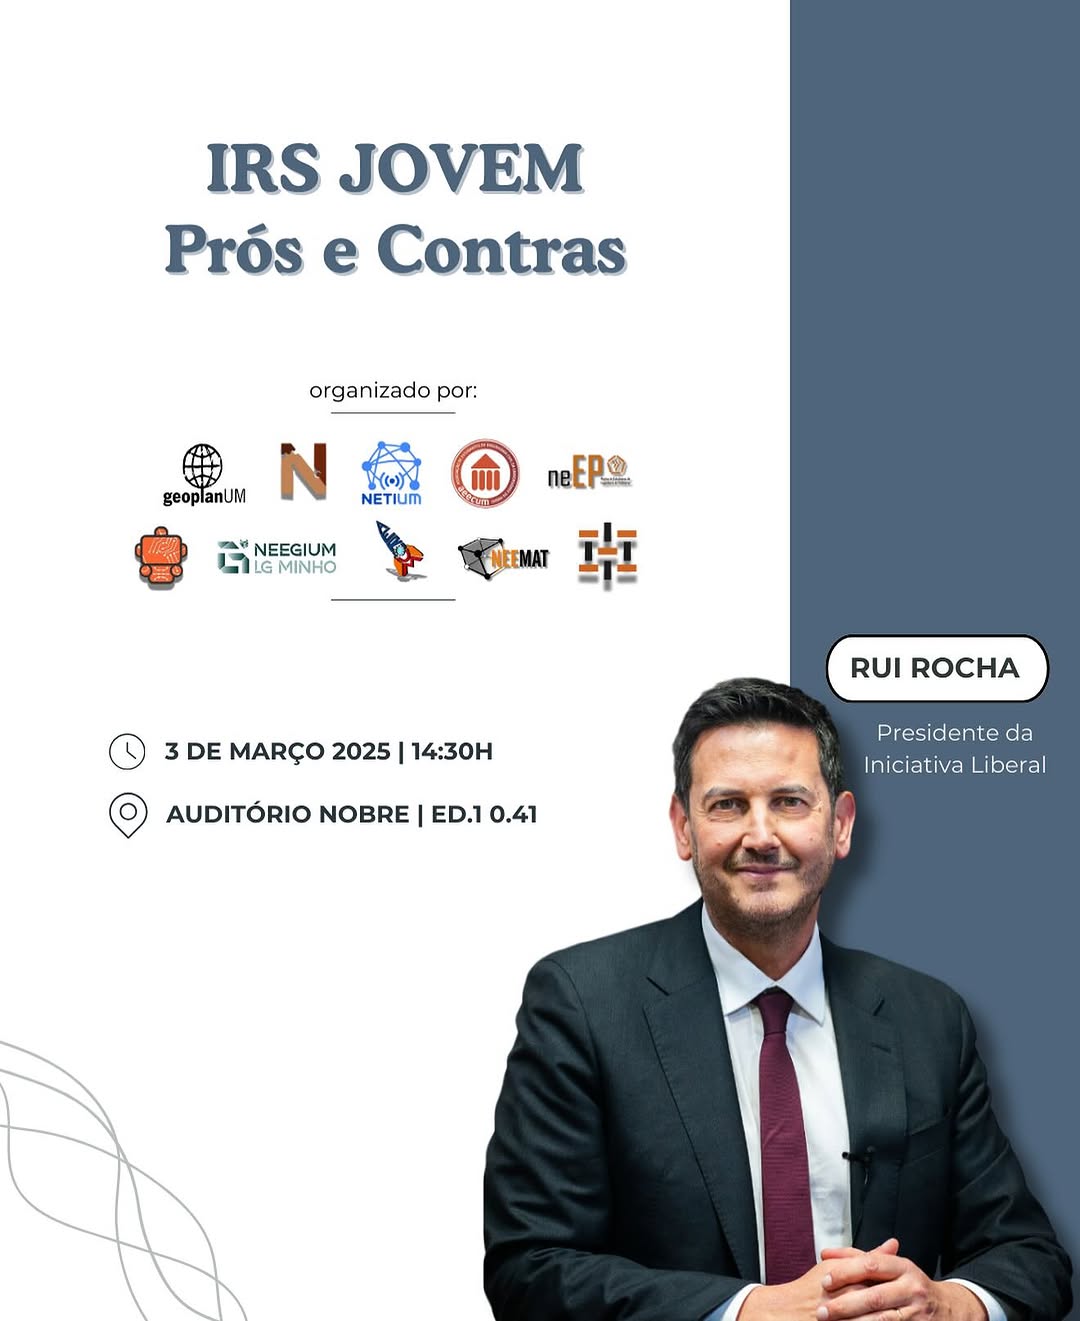 IRS JOVEM
Prós e Contras
organizado por:
geoplanUM
N
NETIUM
aeecum
neEP
NEEGIUM
LG MINHO
NEEMAT
3 DE MARÇO 2025 | 14:30H
AUDITÓRIO NOBRE | ED.1 0.41
RUI ROCHA
Presidente da
Iniciativa Liberal